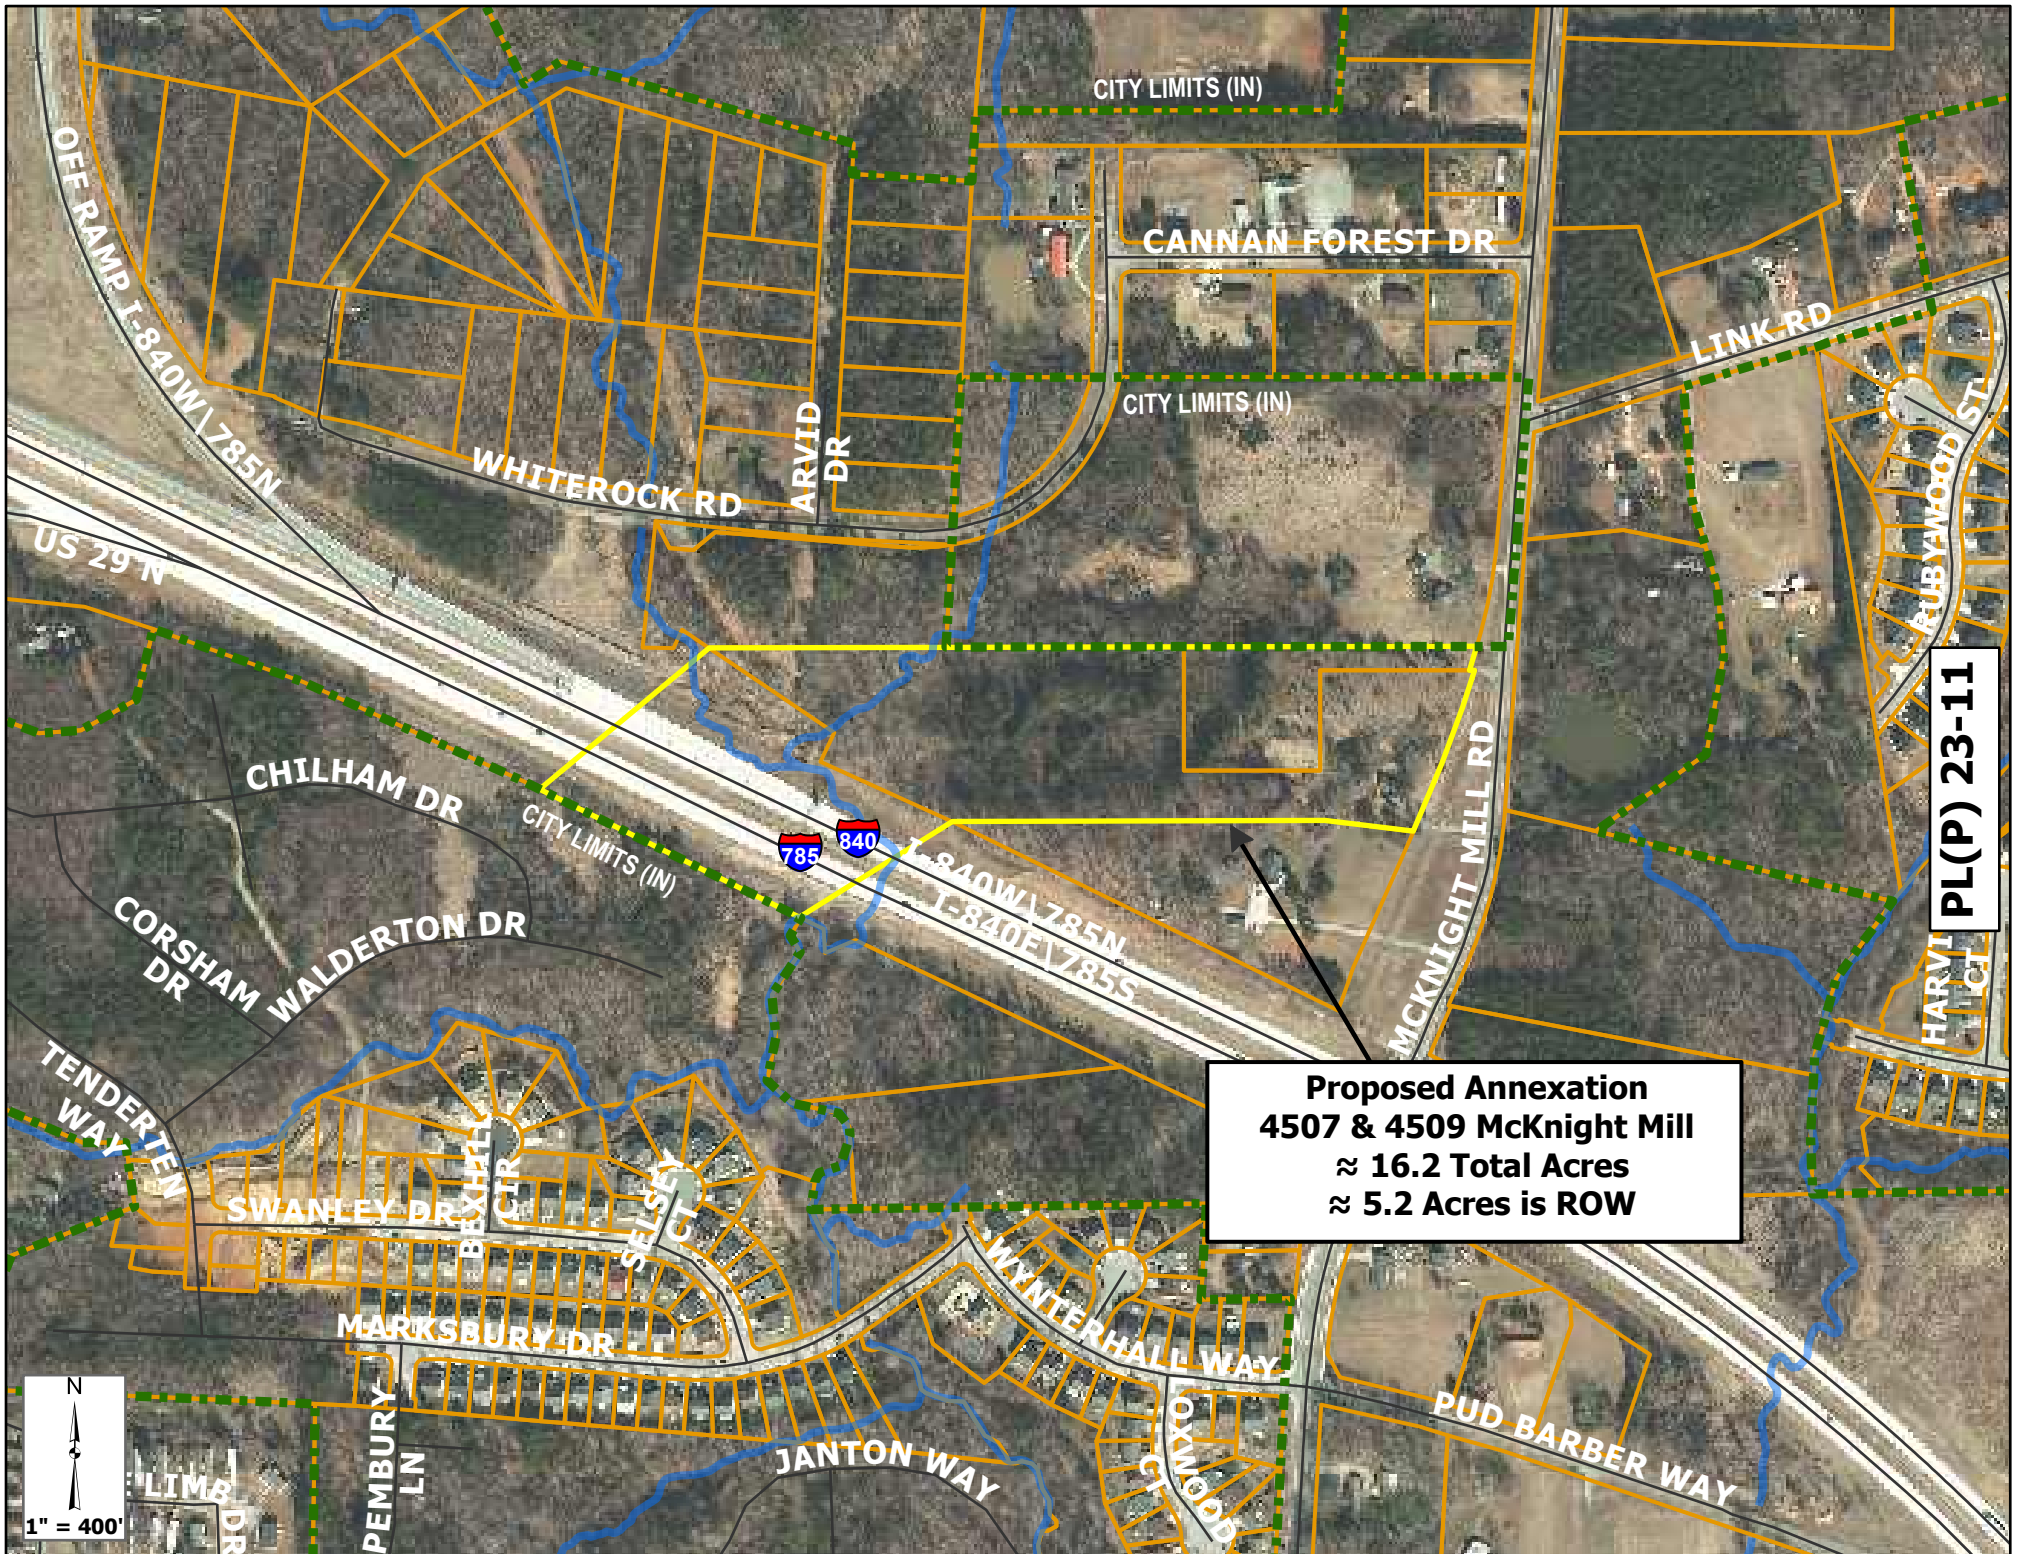 CITY LIMITS (IN)
OFF RAMP I-840W\785N
CANNAN FOREST DR
LINK RD
CITY LIMITS (IN)
ARVID
DR
WHITEROCK RD
RUBYWOOD ST
US 29 N
PL(P) 23-11
CHILHAM DR
CITY LIMITS (IN)
785
840
MCKNIGHT MILL RD
I-840W\785N
I-840E\785S
CORSHAM
DR
WALDERTON DR
HARVI
CT
TENDERTEN
WAY
Proposed Annexation
4507 & 4509 McKnight Mill
≈ 16.2 Total Acres
≈ 5.2 Acres is ROW
BEXHILL
CIR
SELSEY
CT
SWANLEY DR
WYNTERHALL WAY
MARKSBURY DR
PEMBURY
LN
JANTON WAY
OXWOOD
CT
PUD BARBER WAY
N
1" = 400'
LIMB
DR